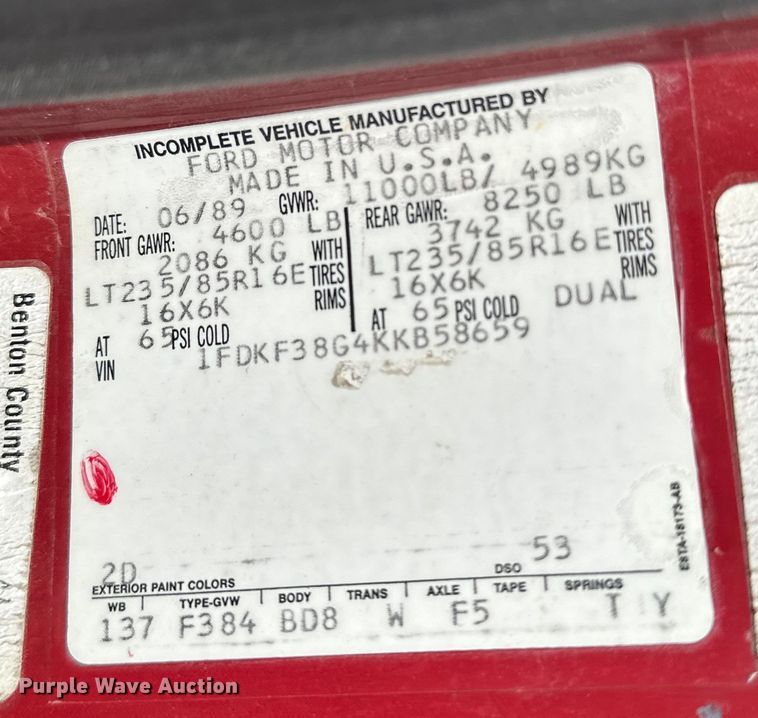 INCOMPLETE VEHICLE MANUFACTURED BY
FORD MOTOR COMPANY
MADE IN U.S.A.
DATE: 06/89 GVWR: 11000LB/ 4989KG
FRONT GAWR: 4600 LB REAR GAWR: 8250 LB
2086 KG WITH 3742 KG WITH
LT235/85R16E TIRES LT235/85R16E TIRES
16X6K RIMS 16X6K RIMS
AT 65 PSI COLD AT 65 PSI COLD DUAL
VIN 1FDKF38G4KKB58659
E8TA-18173-AB
2D 53
EXTERIOR PAINT COLORS DSO
WB TYPE-GVW BODY TRANS AXLE TAPE SPRINGS
137 F384 BD8 W F5 T Y
Benton County
Purple Wave Auction